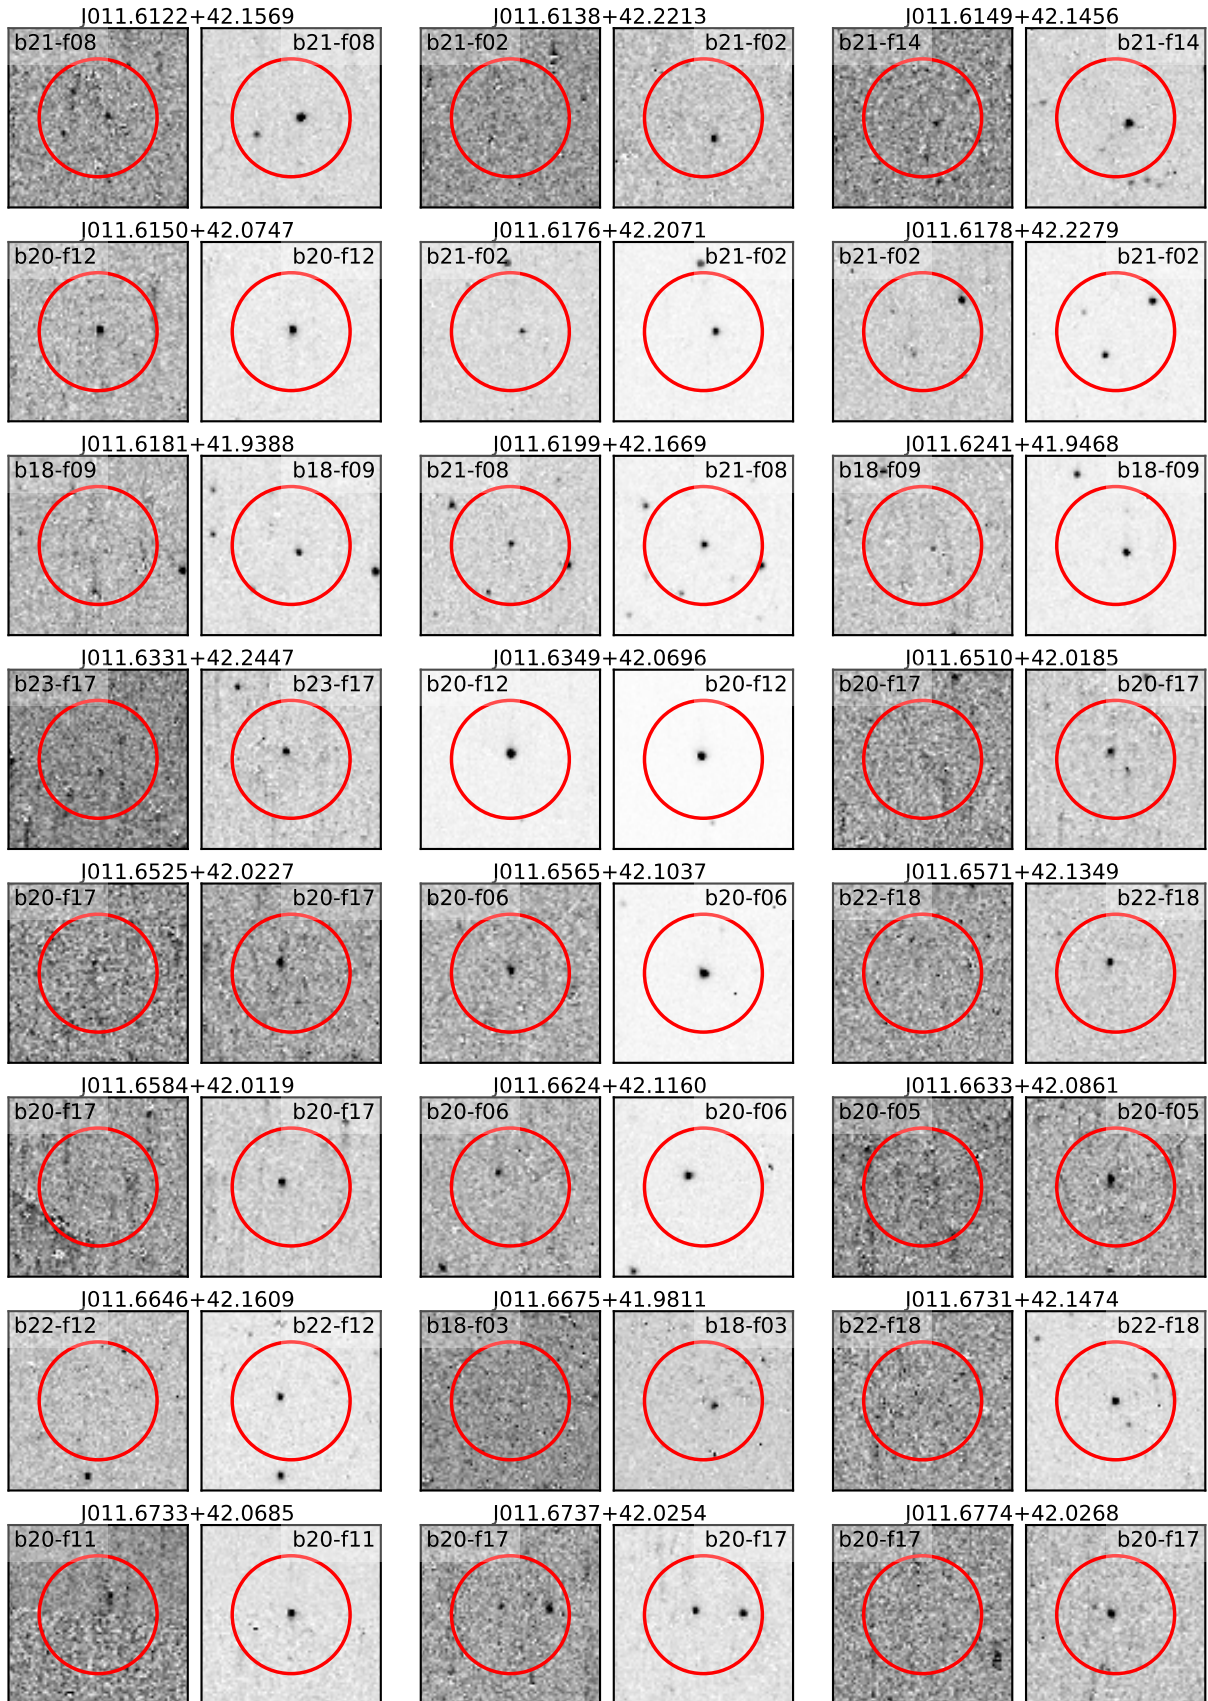 J011.6122+42.1569 J011.6138+42.2213 J011.6149+42.1456
b21-f08 b21-f08 b21-f02 b21-f02 b21-f14 b21-f14
J011.6150+42.0747 J011.6176+42.2071 J011.6178+42.2279
b20-f12 b20-f12 b21-f02 b21-f02 b21-f02 b21-f02
J011.6181+41.9388 J011.6199+42.1669 J011.6241+41.9468
b18-f09 b18-f09 b21-f08 b21-f08 b18-f09 b18-f09
J011.6331+42.2447 J011.6349+42.0696 J011.6510+42.0185
b23-f17 b23-f17 b20-f12 b20-f12 b20-f17 b20-f17
J011.6525+42.0227 J011.6565+42.1037 J011.6571+42.1349
b20-f17 b20-f17 b20-f06 b20-f06 b22-f18 b22-f18
J011.6584+42.0119 J011.6624+42.1160 J011.6633+42.0861
b20-f17 b20-f17 b20-f06 b20-f06 b20-f05 b20-f05
J011.6646+42.1609 J011.6675+41.9811 J011.6731+42.1474
b22-f12 b22-f12 b18-f03 b18-f03 b22-f18 b22-f18
J011.6733+42.0685 J011.6737+42.0254 J011.6774+42.0268
b20-f11 b20-f11 b20-f17 b20-f17 b20-f17 b20-f17